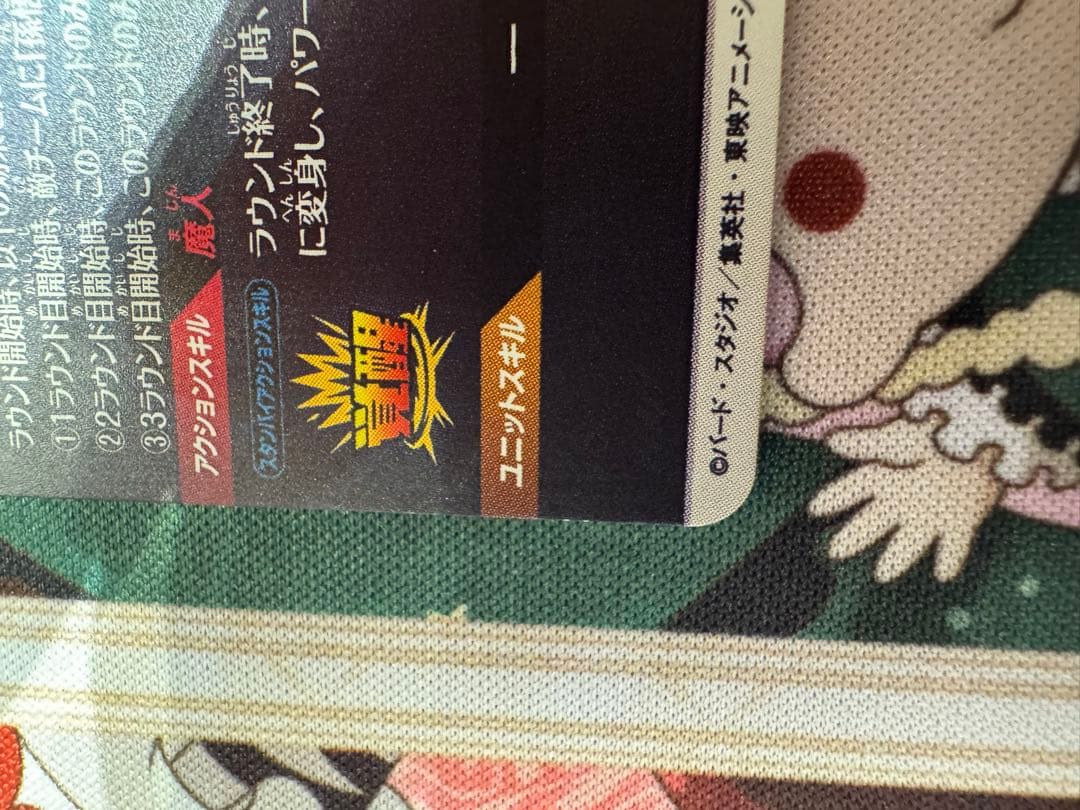 ラウンド開始時、以下の
①1ラウンド目開始時、敵チームに
②2ラウンド目開始時、このラウンドのみ
③3ラウンド目開始時、このラウンドのみ
アクションスキル 魔人
スタンバイアクションスキル
覚醒
ラウンド終了時、
に変身し、パワー
ユニットスキル ー
©バード・スタジオ/集英社・東映アニメーシ